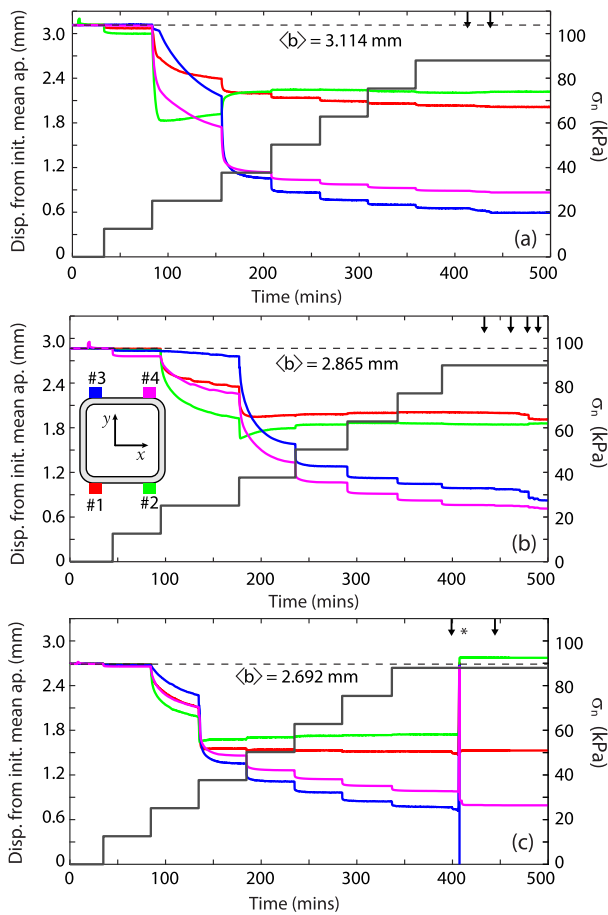 Disp. from init. mean ap. (mm)
3.0
2.4
1.8
1.2
0.6
0
⟨b⟩ = 3.114 mm
(a)
100
80
60
40
20
0
σn (kPa)
0 100 200 300 400 500
Time (mins)
Disp. from init. mean ap. (mm)
3.0
2.4
1.8
1.2
0.6
0
⟨b⟩ = 2.865 mm
#3 #4
y
x
#1 #2
(b)
100
80
60
40
20
0
σn (kPa)
0 100 200 300 400 500
Time (mins)
Disp. from init. mean ap. (mm)
3.0
2.4
1.8
1.2
0.6
*
⟨b⟩ = 2.692 mm
(c)
100
80
60
40
20
0
σn (kPa)
0 100 200 300 400 500
Time (mins)